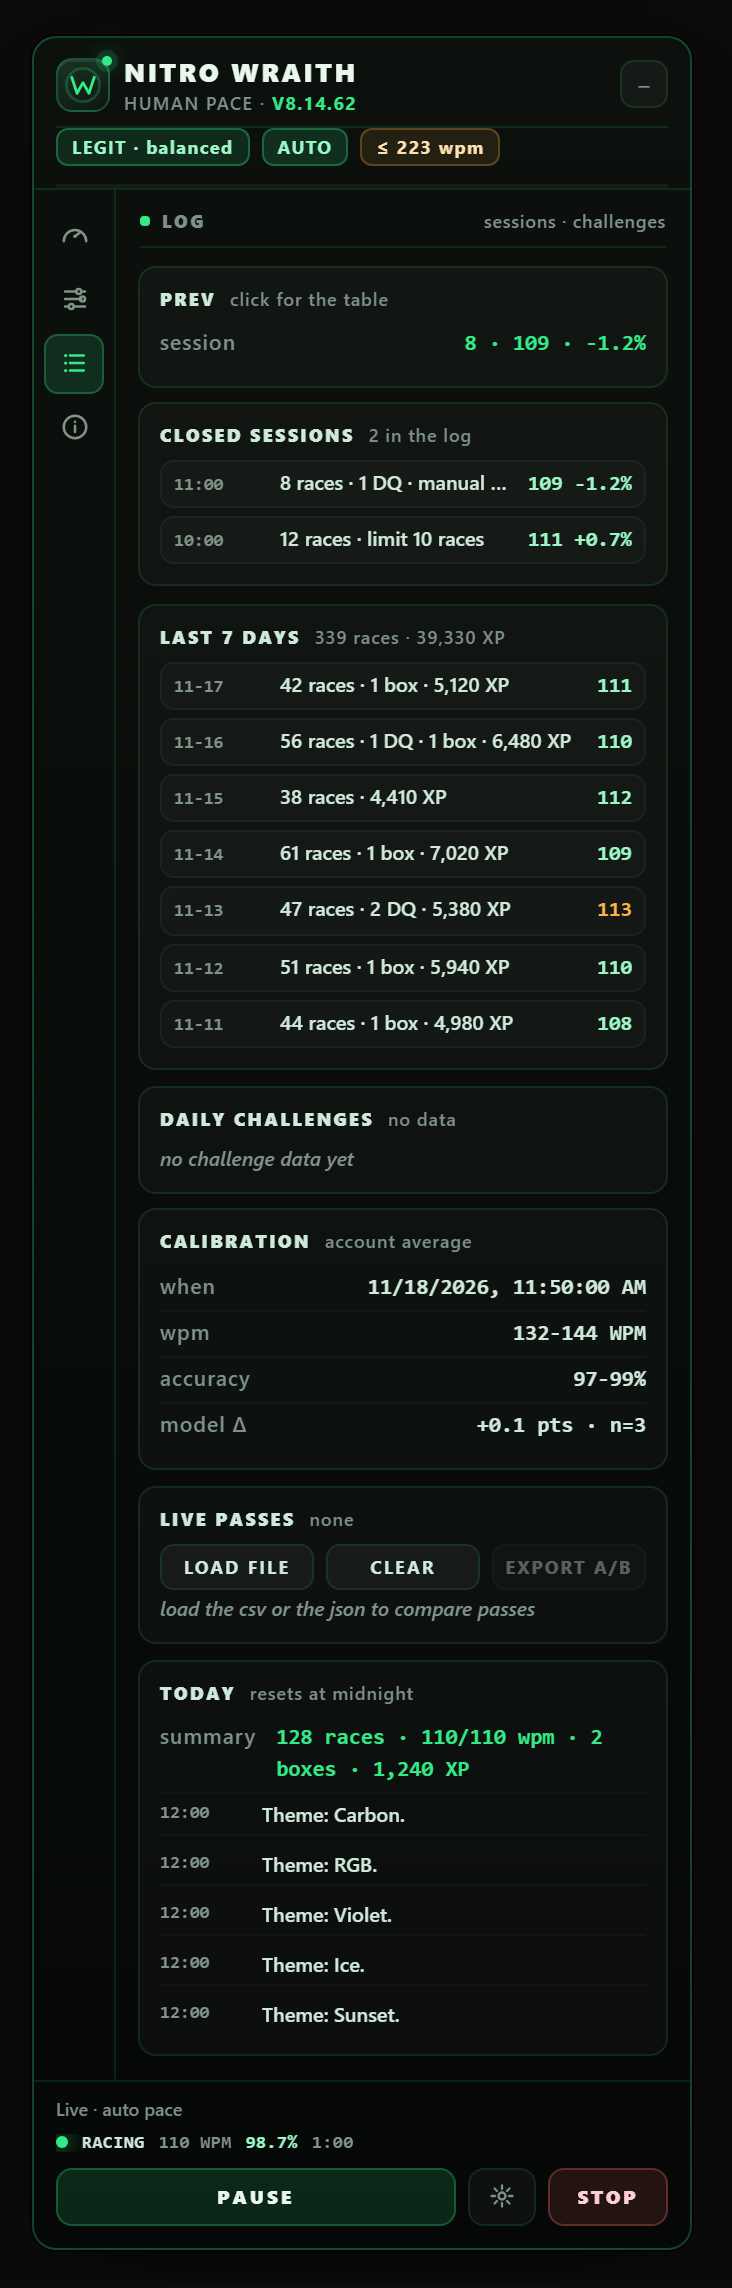 W
NITRO WRAITH
HUMAN PACE · V8.14.62
–
LEGIT · balanced AUTO ≤ 223 wpm
LOG sessions · challenges
PREV click for the table
session 8 · 109 · -1.2%
CLOSED SESSIONS 2 in the log
11:00 8 races · 1 DQ · manual ... 109 -1.2%
10:00 12 races · limit 10 races 111 +0.7%
LAST 7 DAYS 339 races · 39,330 XP
11-17 42 races · 1 box · 5,120 XP 111
11-16 56 races · 1 DQ · 1 box · 6,480 XP 110
11-15 38 races · 4,410 XP 112
11-14 61 races · 1 box · 7,020 XP 109
11-13 47 races · 2 DQ · 5,380 XP 113
11-12 51 races · 1 box · 5,940 XP 110
11-11 44 races · 1 box · 4,980 XP 108
DAILY CHALLENGES no data
no challenge data yet
CALIBRATION account average
when 11/18/2026, 11:50:00 AM
wpm 132-144 WPM
accuracy 97-99%
model Δ +0.1 pts · n=3
LIVE PASSES none
LOAD FILE CLEAR EXPORT A/B
load the csv or the json to compare passes
TODAY resets at midnight
summary 128 races · 110/110 wpm · 2
boxes · 1,240 XP
12:00 Theme: Carbon.
12:00 Theme: RGB.
12:00 Theme: Violet.
12:00 Theme: Ice.
12:00 Theme: Sunset.
Live · auto pace
RACING 110 WPM 98.7% 1:00
PAUSE STOP